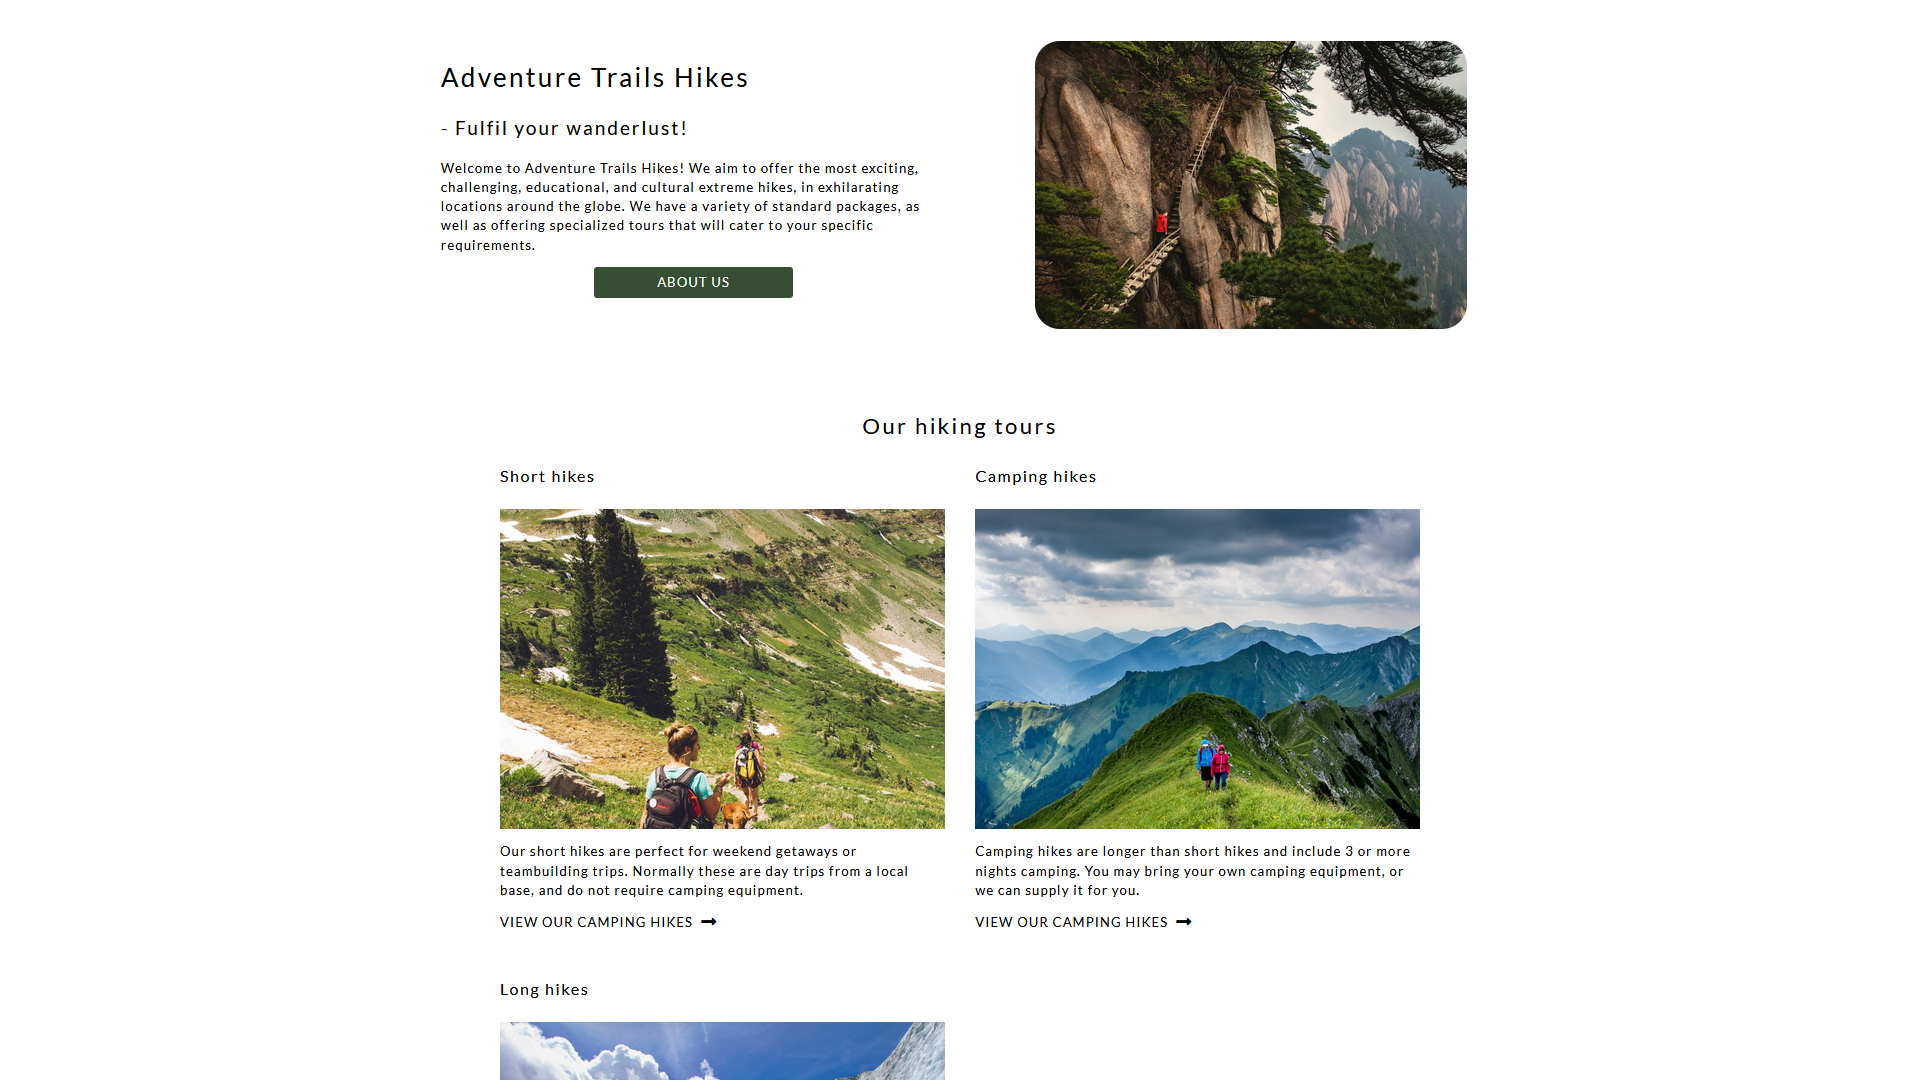 Adventure Trails Hikes
- Fulfil your wanderlust!
Welcome to Adventure Trails Hikes! We aim to offer the most exciting,
challenging, educational, and cultural extreme hikes, in exhilarating
locations around the globe. We have a variety of standard packages, as
well as offering specialized tours that will cater to your specific
requirements.
ABOUT US
Our hiking tours
Short hikes
Our short hikes are perfect for weekend getaways or
teambuilding trips. Normally these are day trips from a local
base, and do not require camping equipment.
VIEW OUR CAMPING HIKES
Camping hikes
Camping hikes are longer than short hikes and include 3 or more
nights camping. You may bring your own camping equipment, or
we can supply it for you.
VIEW OUR CAMPING HIKES
Long hikes